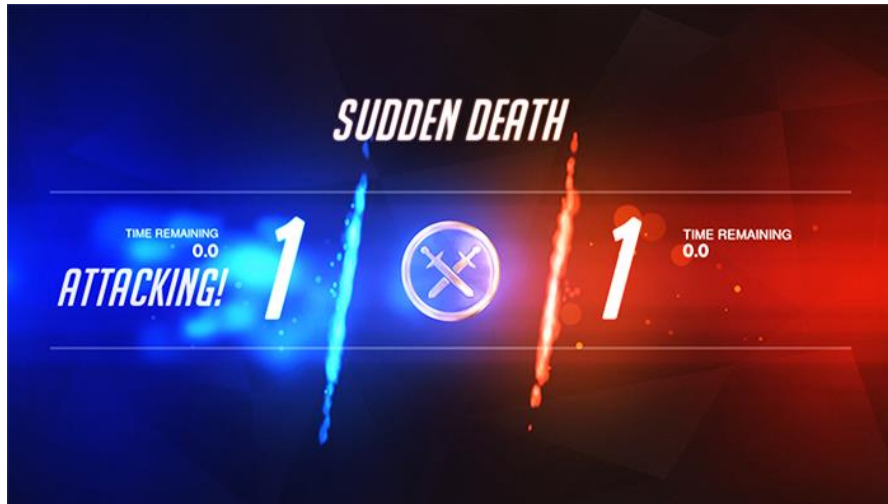 SUDDEN DEATH
TIME REMAINING
0.0
ATTACKING!
1
1
TIME REMAINING
0.0